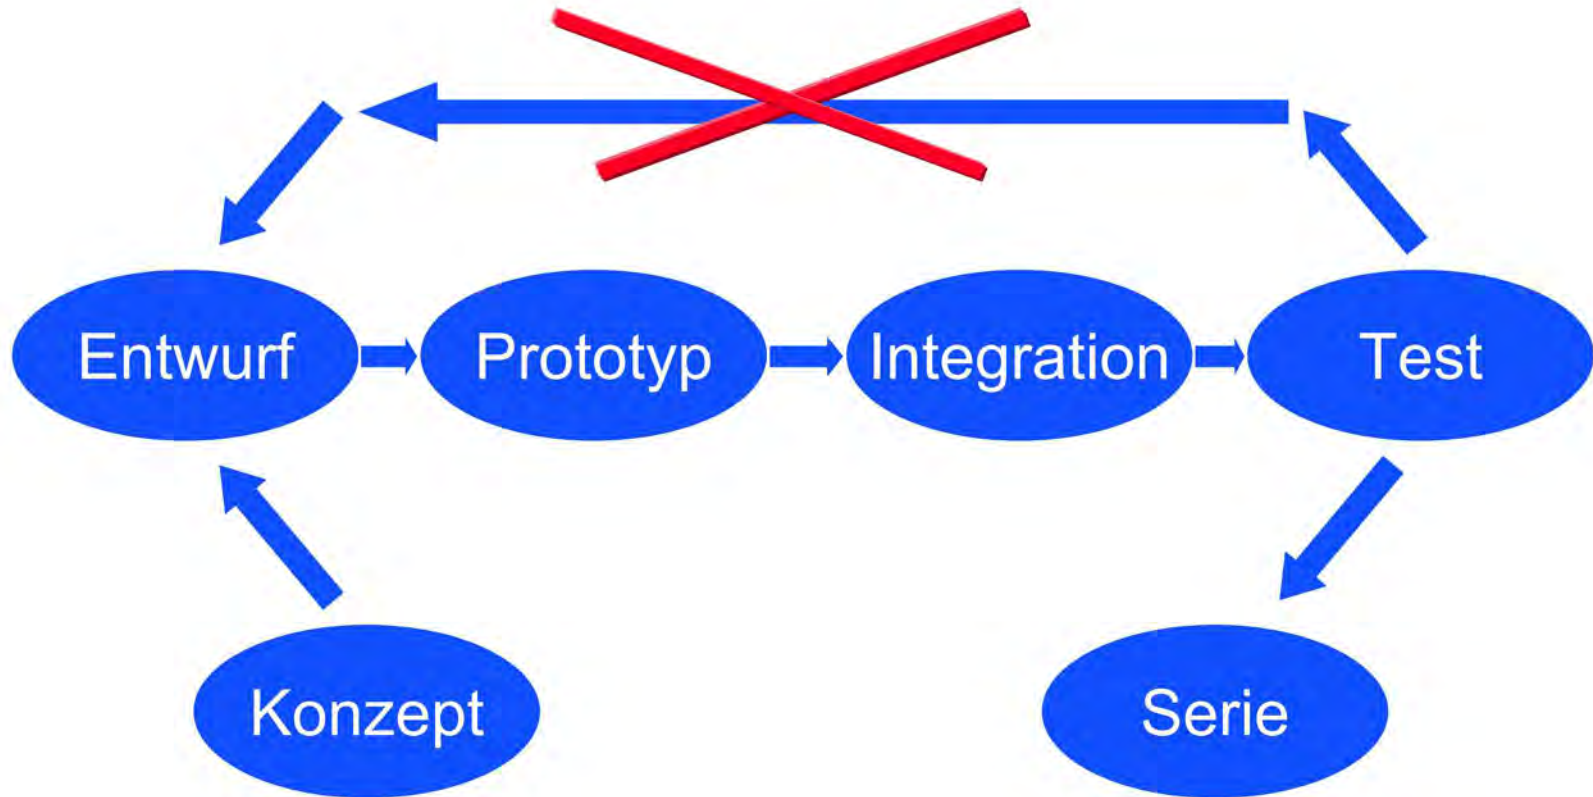 Entwurf
Prototyp
Integration
Test
Konzept
Serie